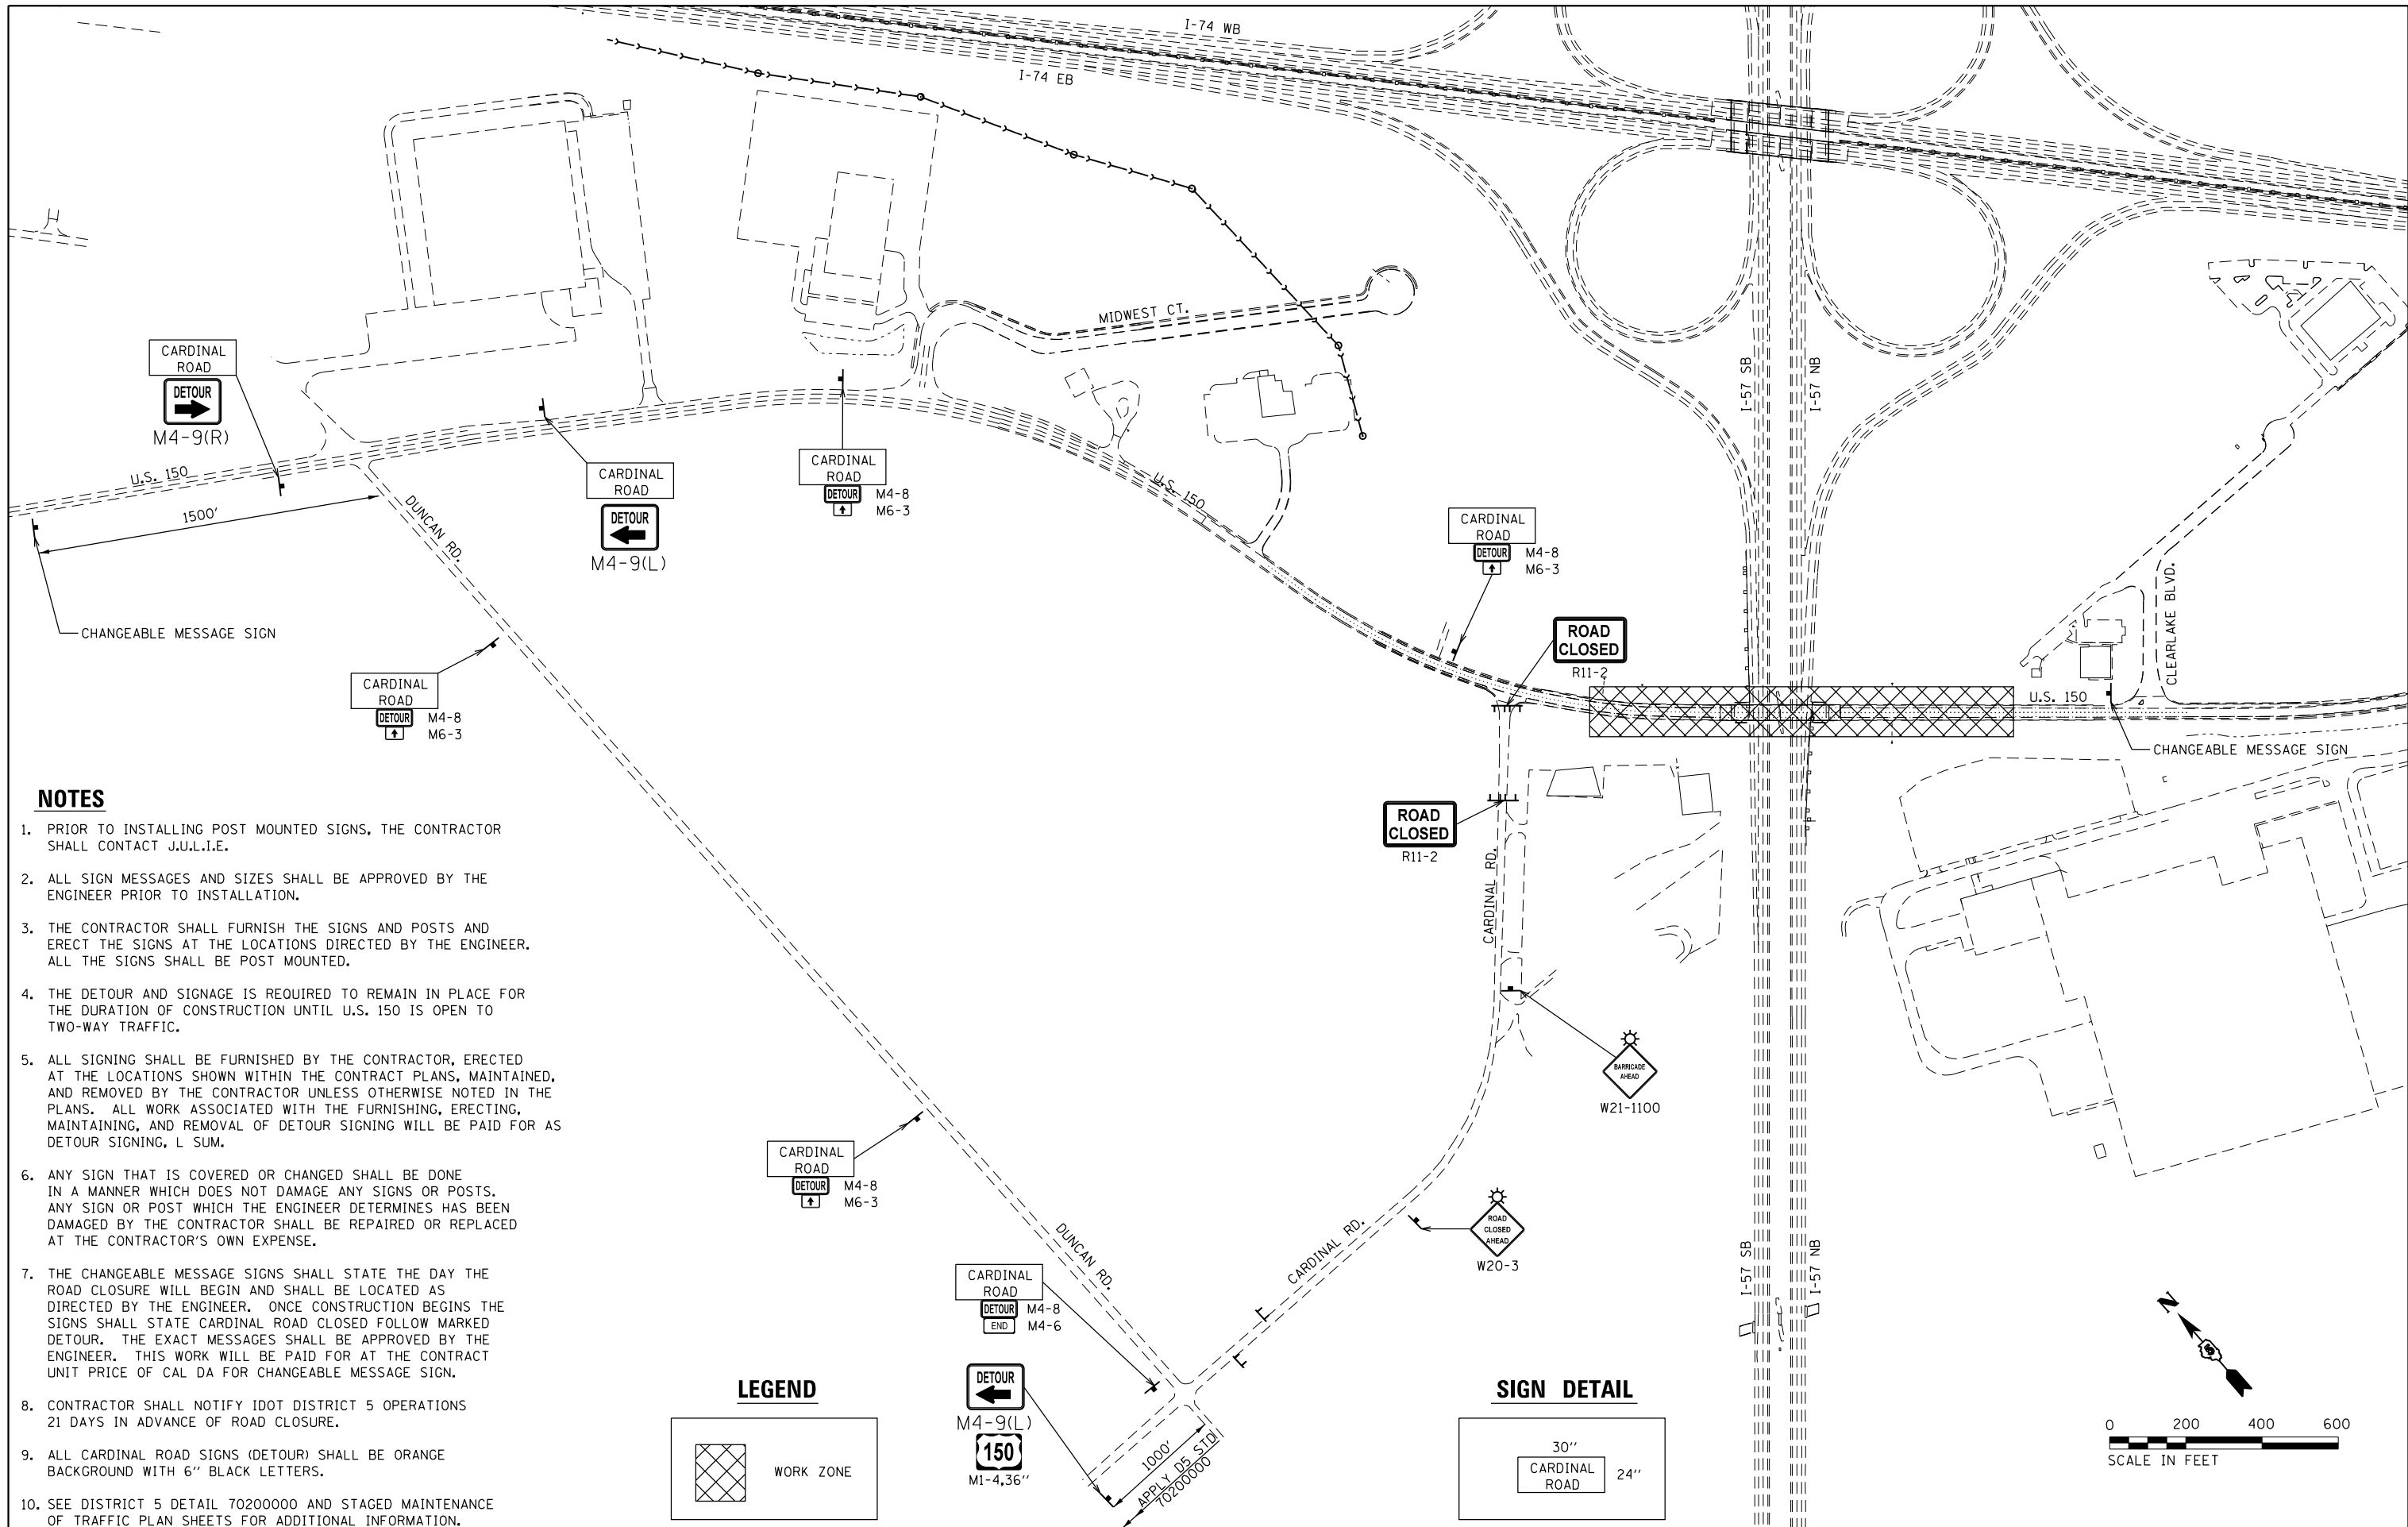 I-74 WB
I-74 EB
MIDWEST CT.
I-57 SB
I-57 NB
CARDINAL
ROAD
DETOUR
M4-9(R)
U.S. 150
1500'
DUNCAN RD.
CHANGEABLE MESSAGE SIGN
CARDINAL
ROAD
DETOUR
M4-9(L)
CARDINAL
ROAD
DETOUR M4-8
M6-3
U.S. 150
CARDINAL
ROAD
DETOUR M4-8
M6-3
ROAD
CLOSED
R11-2
CLEARLAKE BLVD.
U.S. 150
CHANGEABLE MESSAGE SIGN
CARDINAL
ROAD
DETOUR M4-8
M6-3
ROAD
CLOSED
R11-2
CARDINAL RD.
BARRICADE
AHEAD
W21-1100
CARDINAL
ROAD
DETOUR M4-8
M6-3
DUNCAN RD.
CARDINAL RD.
ROAD
CLOSED
AHEAD
W20-3
I-57 SB
I-57 NB
CARDINAL
ROAD
DETOUR M4-8
END M4-6
DETOUR
M4-9(L)
150
M1-4,36''
1000'
APPLY D5 STD
70200000
NOTES
1. PRIOR TO INSTALLING POST MOUNTED SIGNS, THE CONTRACTOR
SHALL CONTACT J.U.L.I.E.
2. ALL SIGN MESSAGES AND SIZES SHALL BE APPROVED BY THE
ENGINEER PRIOR TO INSTALLATION.
3. THE CONTRACTOR SHALL FURNISH THE SIGNS AND POSTS AND
ERECT THE SIGNS AT THE LOCATIONS DIRECTED BY THE ENGINEER.
ALL THE SIGNS SHALL BE POST MOUNTED.
4. THE DETOUR AND SIGNAGE IS REQUIRED TO REMAIN IN PLACE FOR
THE DURATION OF CONSTRUCTION UNTIL U.S. 150 IS OPEN TO
TWO-WAY TRAFFIC.
5. ALL SIGNING SHALL BE FURNISHED BY THE CONTRACTOR, ERECTED
AT THE LOCATIONS SHOWN WITHIN THE CONTRACT PLANS, MAINTAINED,
AND REMOVED BY THE CONTRACTOR UNLESS OTHERWISE NOTED IN THE
PLANS. ALL WORK ASSOCIATED WITH THE FURNISHING, ERECTING,
MAINTAINING, AND REMOVAL OF DETOUR SIGNING WILL BE PAID FOR AS
DETOUR SIGNING, L SUM.
6. ANY SIGN THAT IS COVERED OR CHANGED SHALL BE DONE
IN A MANNER WHICH DOES NOT DAMAGE ANY SIGNS OR POSTS.
ANY SIGN OR POST WHICH THE ENGINEER DETERMINES HAS BEEN
DAMAGED BY THE CONTRACTOR SHALL BE REPAIRED OR REPLACED
AT THE CONTRACTOR'S OWN EXPENSE.
7. THE CHANGEABLE MESSAGE SIGNS SHALL STATE THE DAY THE
ROAD CLOSURE WILL BEGIN AND SHALL BE LOCATED AS
DIRECTED BY THE ENGINEER. ONCE CONSTRUCTION BEGINS THE
SIGNS SHALL STATE CARDINAL ROAD CLOSED FOLLOW MARKED
DETOUR. THE EXACT MESSAGES SHALL BE APPROVED BY THE
ENGINEER. THIS WORK WILL BE PAID FOR AT THE CONTRACT
UNIT PRICE OF CAL DA FOR CHANGEABLE MESSAGE SIGN.
8. CONTRACTOR SHALL NOTIFY IDOT DISTRICT 5 OPERATIONS
21 DAYS IN ADVANCE OF ROAD CLOSURE.
9. ALL CARDINAL ROAD SIGNS (DETOUR) SHALL BE ORANGE
BACKGROUND WITH 6'' BLACK LETTERS.
10. SEE DISTRICT 5 DETAIL 70200000 AND STAGED MAINTENANCE
OF TRAFFIC PLAN SHEETS FOR ADDITIONAL INFORMATION.
LEGEND
WORK ZONE
SIGN DETAIL
30''
CARDINAL
ROAD
24''
N
0 200 400 600
SCALE IN FEET